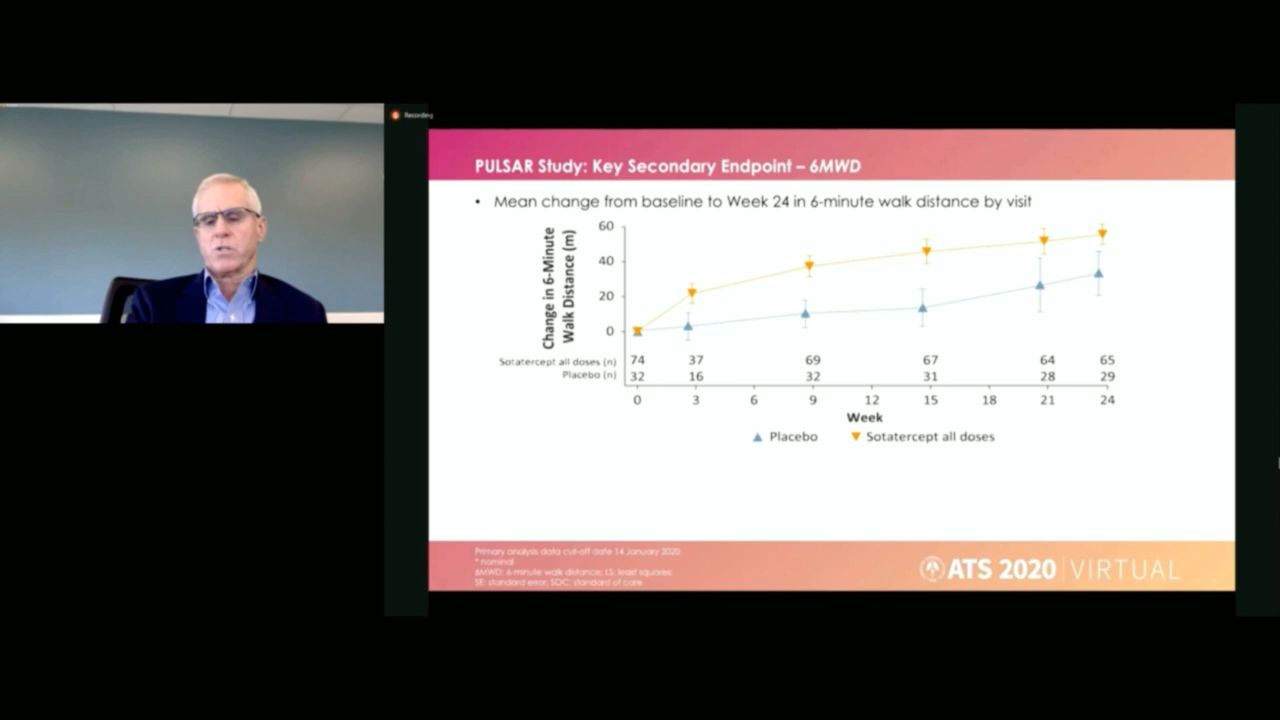 Recording
PULSAR Study: Key Secondary Endpoint – 6MWD
• Mean change from baseline to Week 24 in 6-minute walk distance by visit
Change in 6-Minute
Walk Distance (m)
60
40
20
0
Sotatercept all doses (n) 74 37 69 67 64 65
Placebo (n) 32 16 32 31 28 29
0 3 6 9 12 15 18 21 24
Week
Placebo Sotatercept all doses
Primary analysis data cut-off date 14 January 2020
* nominal
6MWD: 6-minute walk distance; LS, least squares;
SE: standard error; SOC: standard of care
ATS 2020 VIRTUAL